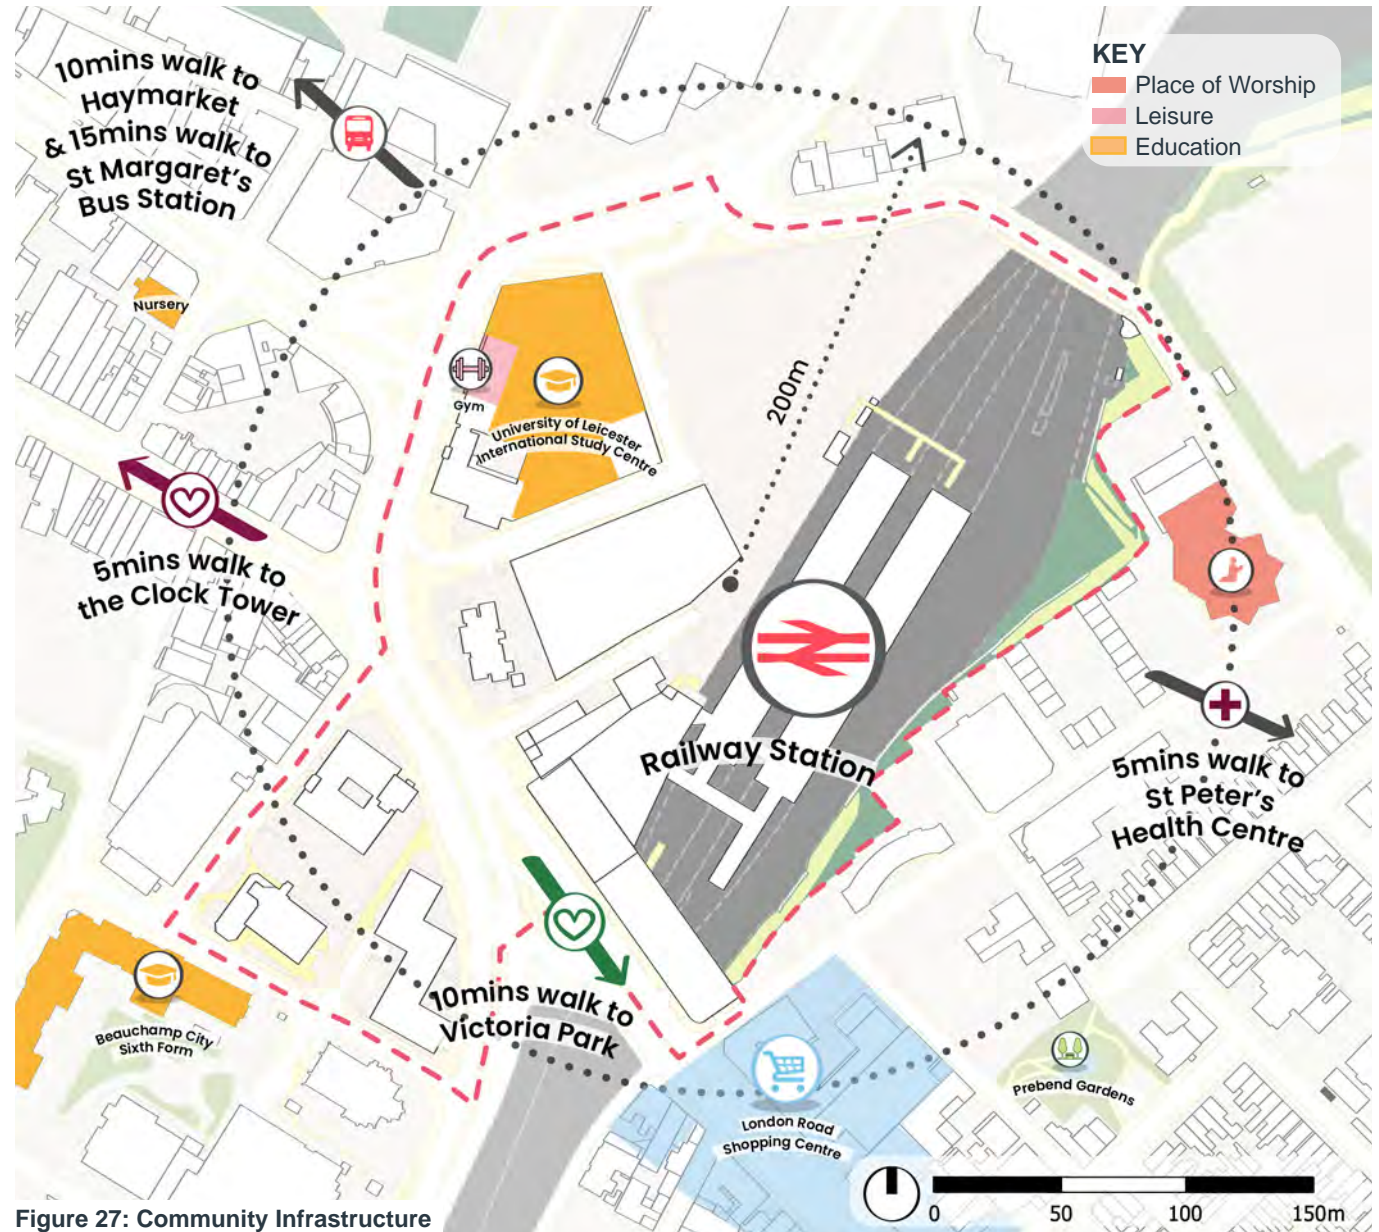 10mins walk to
Haymarket
& 15mins walk to
St Margaret's
Bus Station
KEY
Place of Worship
Leisure
Education
Nursery
Gym
University of Leicester
International Study Centre
200m
5mins walk to
the Clock Tower
Railway Station
5mins walk to
St Peter's
Health Centre
10mins walk to
Victoria Park
Beauchamp City
Sixth Form
London Road
Shopping Centre
Prebend Gardens
0 50 100 150m
Figure 27: Community Infrastructure